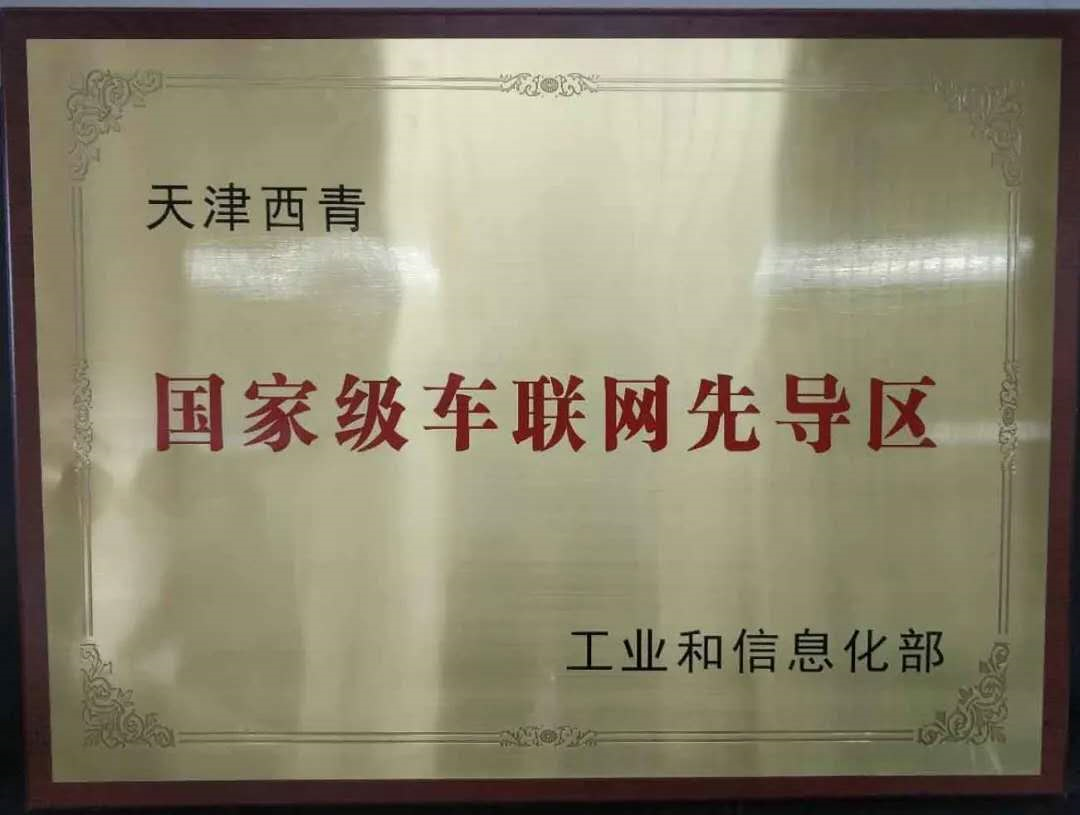 天津西青
国家级车联网先导区
工业和信息化部